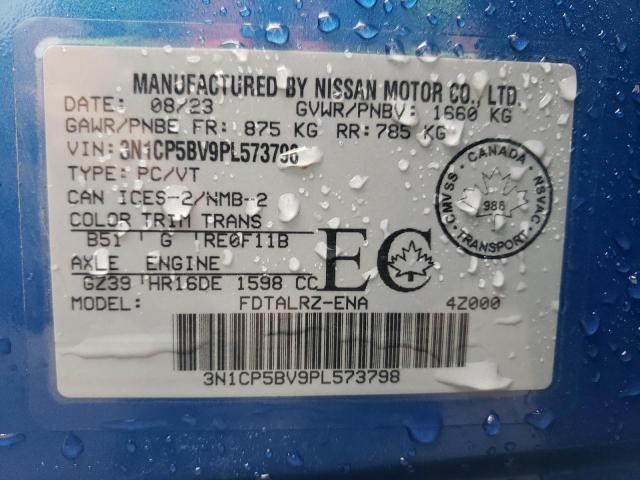 MANUFACTURED BY NISSAN MOTOR CO., LTD.
DATE: 08/23 GVWR/PNBV: 1660 KG
GAWR/PNBE FR: 875 KG RR: 785 KG
VIN: 3N1CP5BV9PL573798
TYPE: PC/VT
CAN ICES-2/NMB-2
COLOR TRIM TRANS
B51 G RE0F11B
AXLE ENGINE
GZ39 HR16DE 1598 CC
EC
CANADA
CMVSS NSVAC
986
TRANSPORT
MODEL: FDTALRZ-ENA 4Z000
3N1CP5BV9PL573798